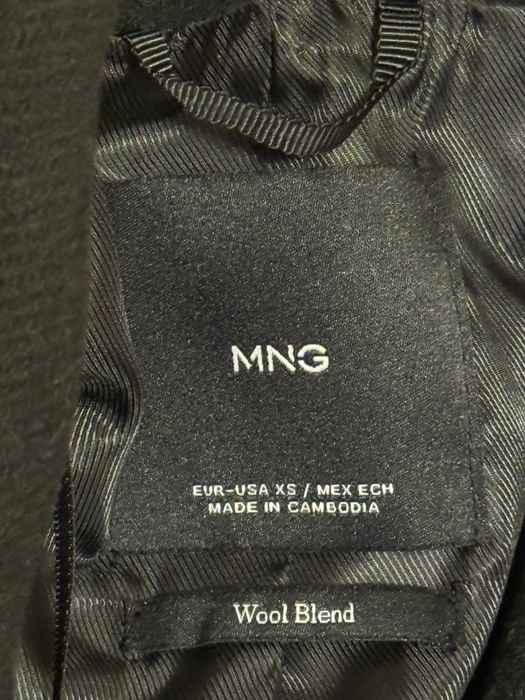 MNG
EUR-USA XS / MEX ECH
MADE IN CAMBODIA
Wool Blend